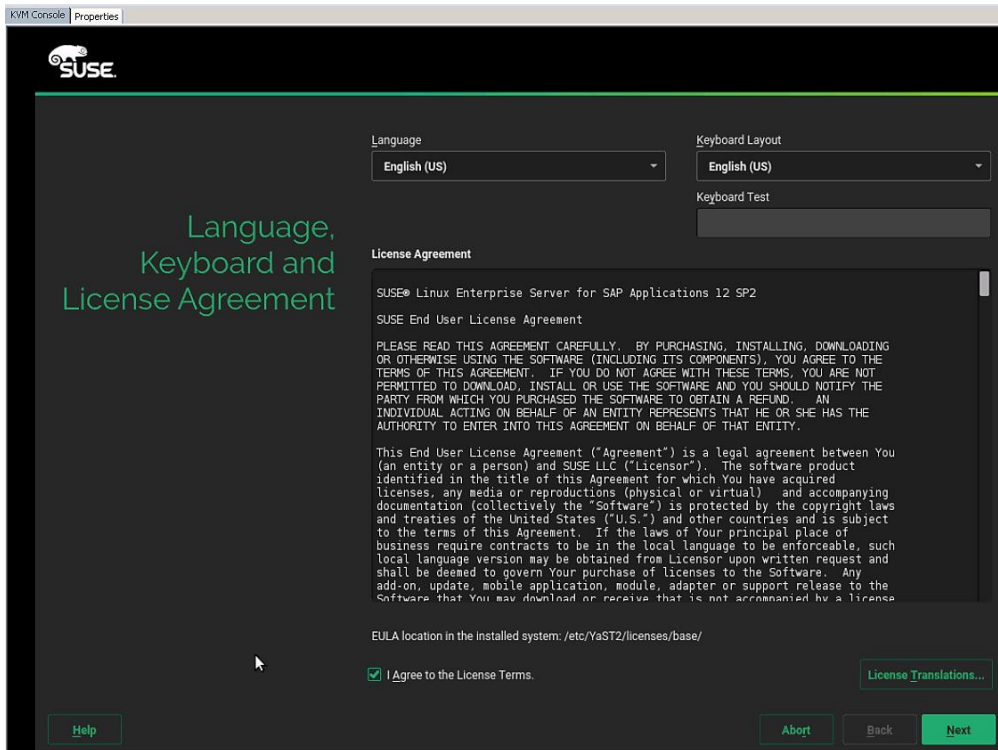 KVM Console Properties
SUSE.
Language,
Keyboard and
License Agreement
Language
English (US)
Keyboard Layout
English (US)
Keyboard Test
License Agreement
SUSE® Linux Enterprise Server for SAP Applications 12 SP2
SUSE End User License Agreement
PLEASE READ THIS AGREEMENT CAREFULLY.  BY PURCHASING, INSTALLING, DOWNLOADING
OR OTHERWISE USING THE SOFTWARE (INCLUDING ITS COMPONENTS), YOU AGREE TO THE
TERMS OF THIS AGREEMENT.  IF YOU DO NOT AGREE WITH THESE TERMS, YOU ARE NOT
PERMITTED TO DOWNLOAD, INSTALL OR USE THE SOFTWARE AND YOU SHOULD NOTIFY THE
PARTY FROM WHICH YOU PURCHASED THE SOFTWARE TO OBTAIN A REFUND.   AN
INDIVIDUAL ACTING ON BEHALF OF AN ENTITY REPRESENTS THAT HE OR SHE HAS THE
AUTHORITY TO ENTER INTO THIS AGREEMENT ON BEHALF OF THAT ENTITY.
This End User License Agreement ("Agreement") is a legal agreement between You
(an entity or a person) and SUSE LLC ("Licensor").  The software product
identified in the title of this Agreement for which You have acquired
licenses, any media or reproductions (physical or virtual)   and accompanying
documentation (collectively the "Software") is protected by the copyright laws
and treaties of the United States ("U.S.") and other countries and is subject
to the terms of this Agreement.  If the laws of Your principal place of
business require contracts to be in the local language to be enforceable, such
local language version may be obtained from Licensor upon written request and
shall be deemed to govern Your purchase of licenses to the Software.  Any
add-on, update, mobile application, module, adapter or support release to the
Software that You may download or receive that is not accompanied by a license
EULA location in the installed system: /etc/YaST2/licenses/base/
I Agree to the License Terms.
License Translations...
Help
Abort
Back
Next